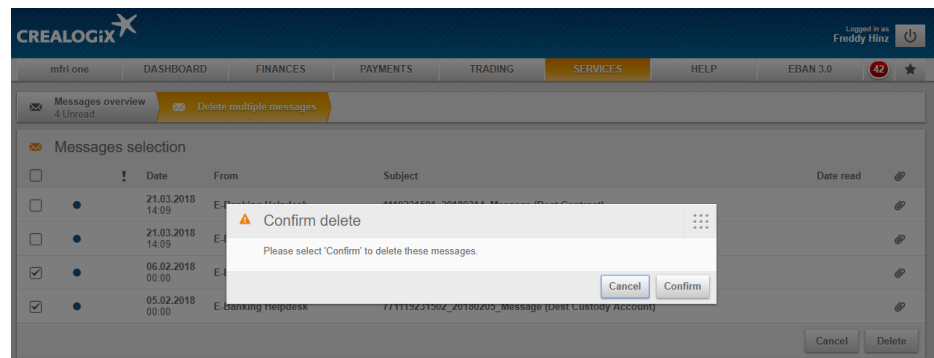 CREALOGiX
Logged in as
Freddy Hinz
mfri one DASHBOARD FINANCES PAYMENTS TRADING SERVICES HELP EBAN 3.0 42
Messages overview
4 Unread
Delete multiple messages
Messages selection
! Date From Subject Date read
21.03.2018
14:09
21.03.2018
14:09
06.02.2018
00:00
05.02.2018 E-Banking Helpdesk 771119231502_20180205_Message (Dest Custody Account)
00:00
Confirm delete
Please select 'Confirm' to delete these messages.
Cancel Confirm
Cancel Delete